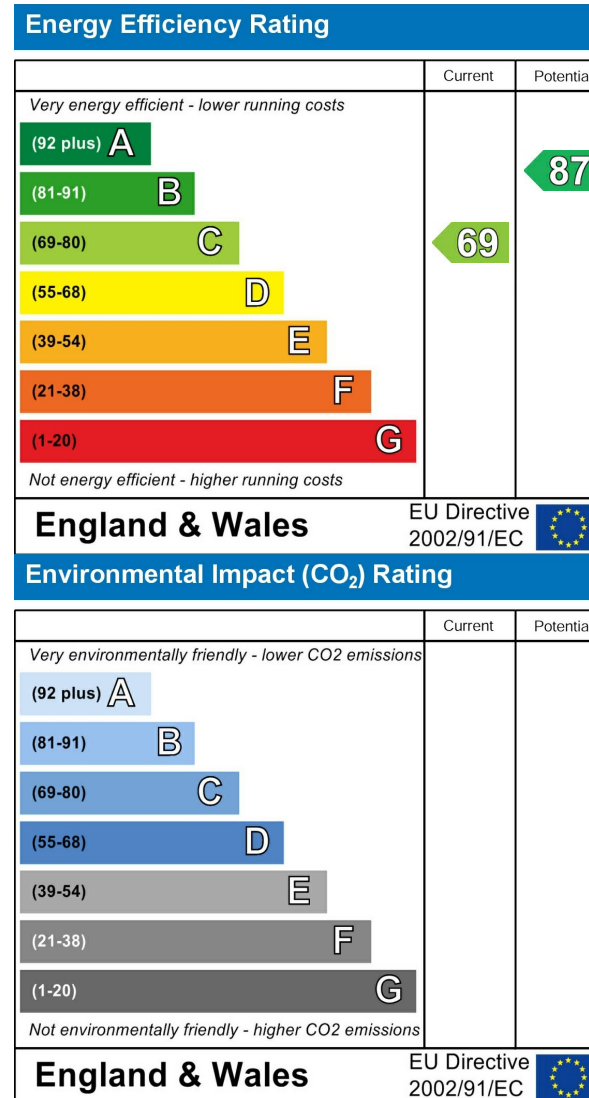 Energy Efficiency Rating
Current Potentia
Very energy efficient - lower running costs
(92 plus) A
(81-91) B
(69-80) C
(55-68) D
(39-54) E
(21-38) F
(1-20) G
87
69
Not energy efficient - higher running costs
England & Wales
EU Directive
2002/91/EC
Environmental Impact (CO₂) Rating
Current Potentia
Very environmentally friendly - lower CO2 emissions
(92 plus) A
(81-91) B
(69-80) C
(55-68) D
(39-54) E
(21-38) F
(1-20) G
Not environmentally friendly - higher CO2 emissions
England & Wales
EU Directive
2002/91/EC